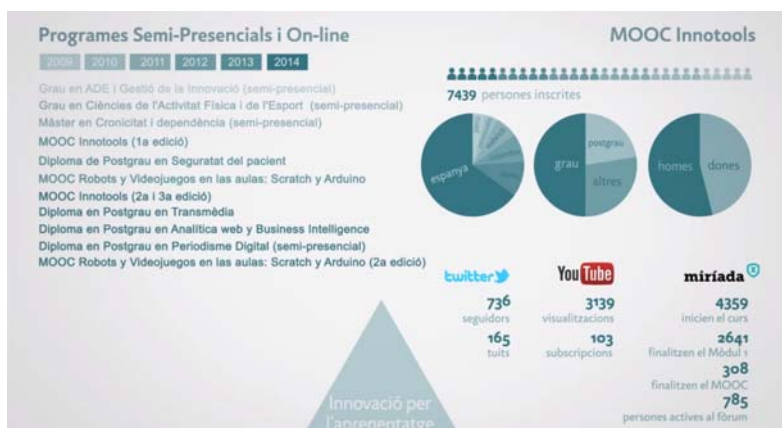 Programes Semi-Presencials i On-line
2009 2010 2011 2012 2013 2014
Grau en ADE i Gestió de la Innovació (semi-presencial)
Grau en Ciències de l'Activitat Física i de l'Esport (semi-presencial)
Màster en Cronicitat i dependència (semi-presencial)
MOOC Innotools (1a edició)
Diploma de Postgrau en Seguratat del pacient
MOOC Robots y Videojuegos en las aulas: Scratch y Arduino
MOOC Innotools (2a i 3a edició)
Diploma en Postgrau en Transmèdia
Diploma en Postgrau en Analítica web y Business Intelligence
Diploma en Postgrau en Periodisme Digital (semi-presencial)
MOOC Robots y Videojuegos en las aulas: Scratch y Arduino (2a edició)
Innovació per
l'aprenentatge
MOOC Innotools
7439 persones inscrites
espanya
grau
postgrau
altres
homes
dones
twitter
736
seguidors
165
tuits
YouTube
3139
visualitzacions
103
subscripcions
miríada
4359
inicien el curs
2641
finalitzen el Mòdul 1
308
finalitzen el MOOC
785
persones actives al fòrum